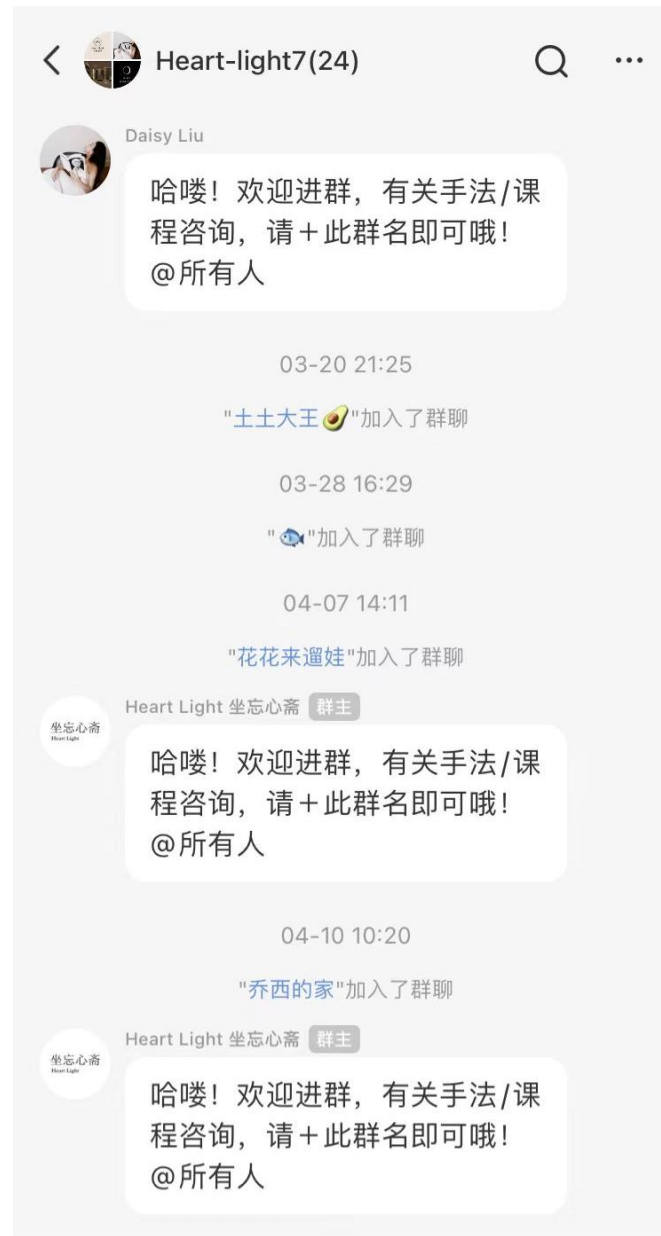 Heart-light7(24)
Daisy Liu
哈喽！欢迎进群，有关手法/课
程咨询，请＋此群名即可哦！
@所有人
03-20 21:25
"土土大王🥑"加入了群聊
03-28 16:29
"🐟"加入了群聊
04-07 14:11
"花花来遛娃"加入了群聊
Heart Light 坐忘心斋 群主
坐忘心斋
Heart Light
哈喽！欢迎进群，有关手法/课
程咨询，请＋此群名即可哦！
@所有人
04-10 10:20
"乔西的家"加入了群聊
Heart Light 坐忘心斋 群主
坐忘心斋
Heart Light
哈喽！欢迎进群，有关手法/课
程咨询，请＋此群名即可哦！
@所有人